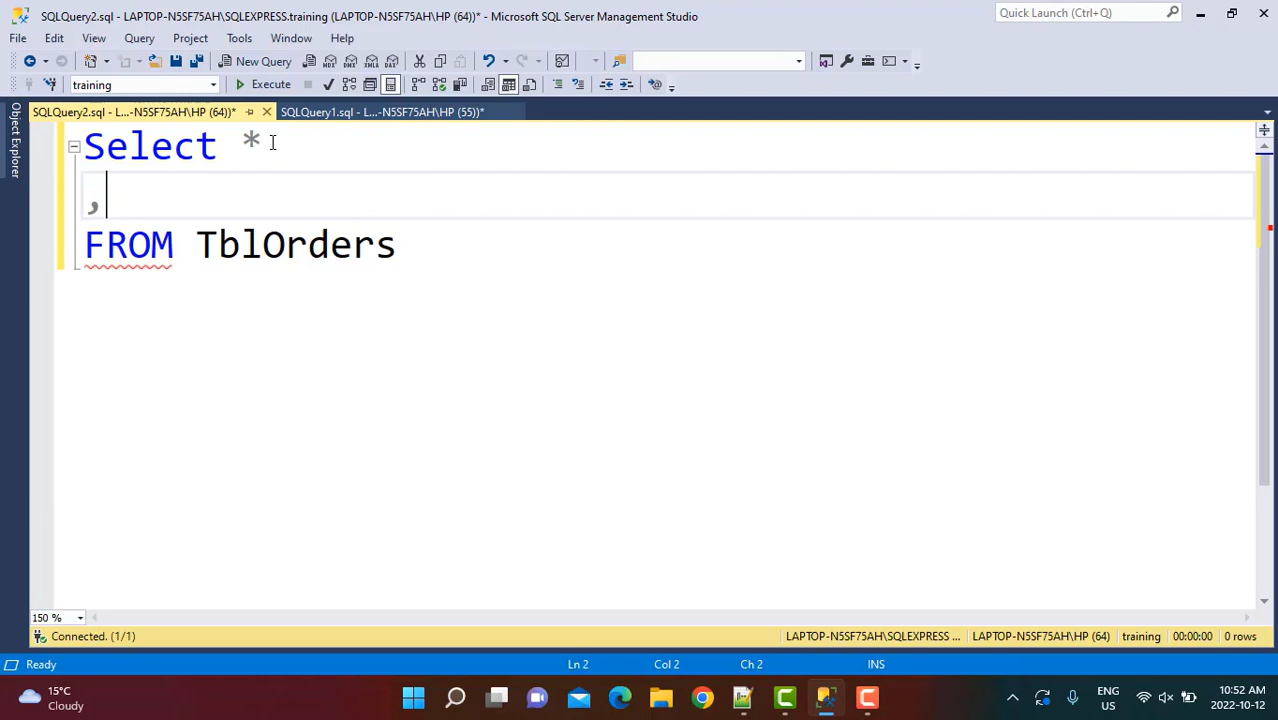 SQLQuery2.sql - LAPTOP-N5SF75AH\SQLEXPRESS.training (LAPTOP-N5SF75AH\HP (64))* - Microsoft SQL Server Management Studio
Quick Launch (Ctrl+Q)
File Edit View Query Project Tools Window Help
New Query
training
Execute
SQLQuery2.sql - L...-N5SF75AH\HP (64))*
SQLQuery1.sql - L...-N5SF75AH\HP (55))*
Object Explorer
Select *
,
FROM TblOrders
150 %
Connected. (1/1)
LAPTOP-N5SF75AH\SQLEXPRESS ... LAPTOP-N5SF75AH\HP (64) training 00:00:00 0 rows
Ready Ln 2 Col 2 Ch 2 INS
15°C
Cloudy
ENG
US
10:52 AM
2022-10-12